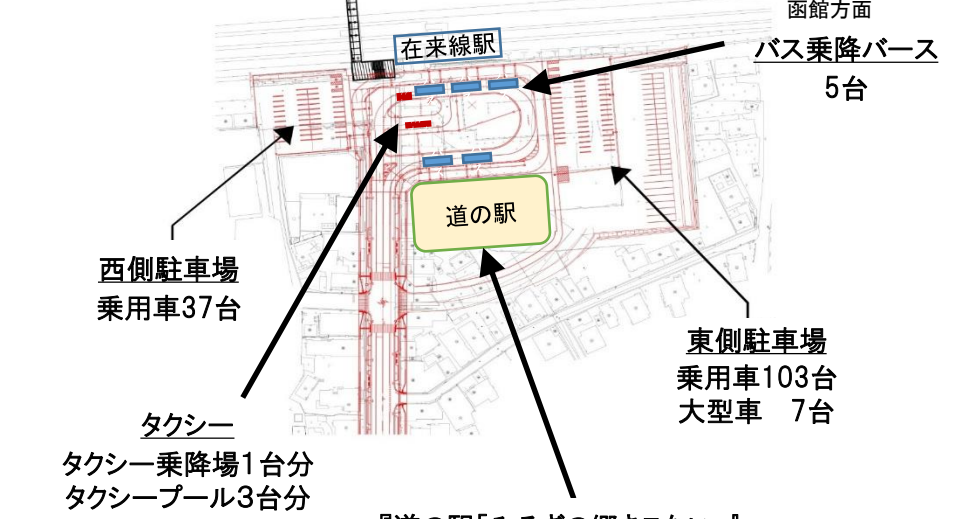 函館方面
在来線駅
バス乗降バース
5台
道の駅
西側駐車場
乗用車37台
東側駐車場
乗用車103台
大型車　7台
タクシー
タクシー乗降場1台分
タクシープール3台分